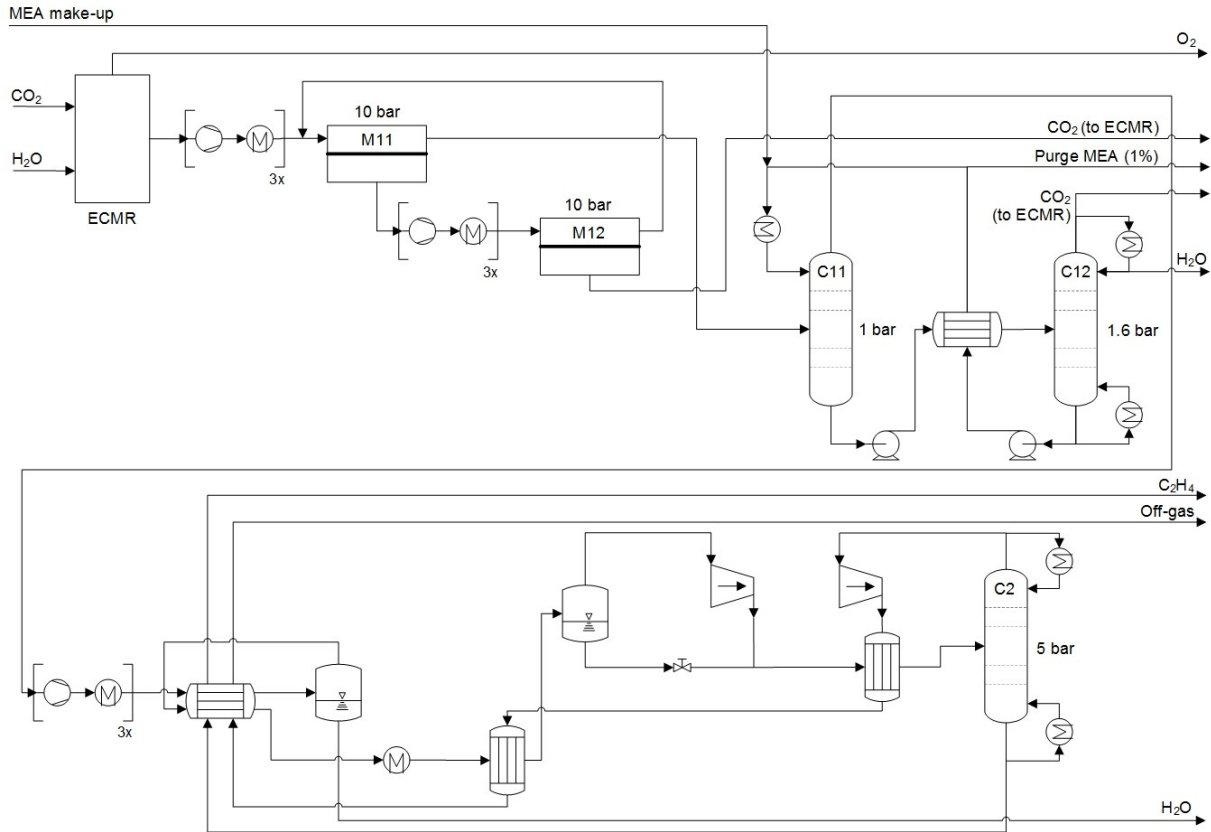 MEA make-up
O₂
CO₂
10 bar
M11
CO₂ (to ECMR)
H₂O
3x
Purge MEA (1%)
ECMR
10 bar
M12
CO₂
(to ECMR)
3x
C11
C12
H₂O
1 bar
1.6 bar
C₂H₄
Off-gas
C2
5 bar
3x
H₂O
M
M
M
M